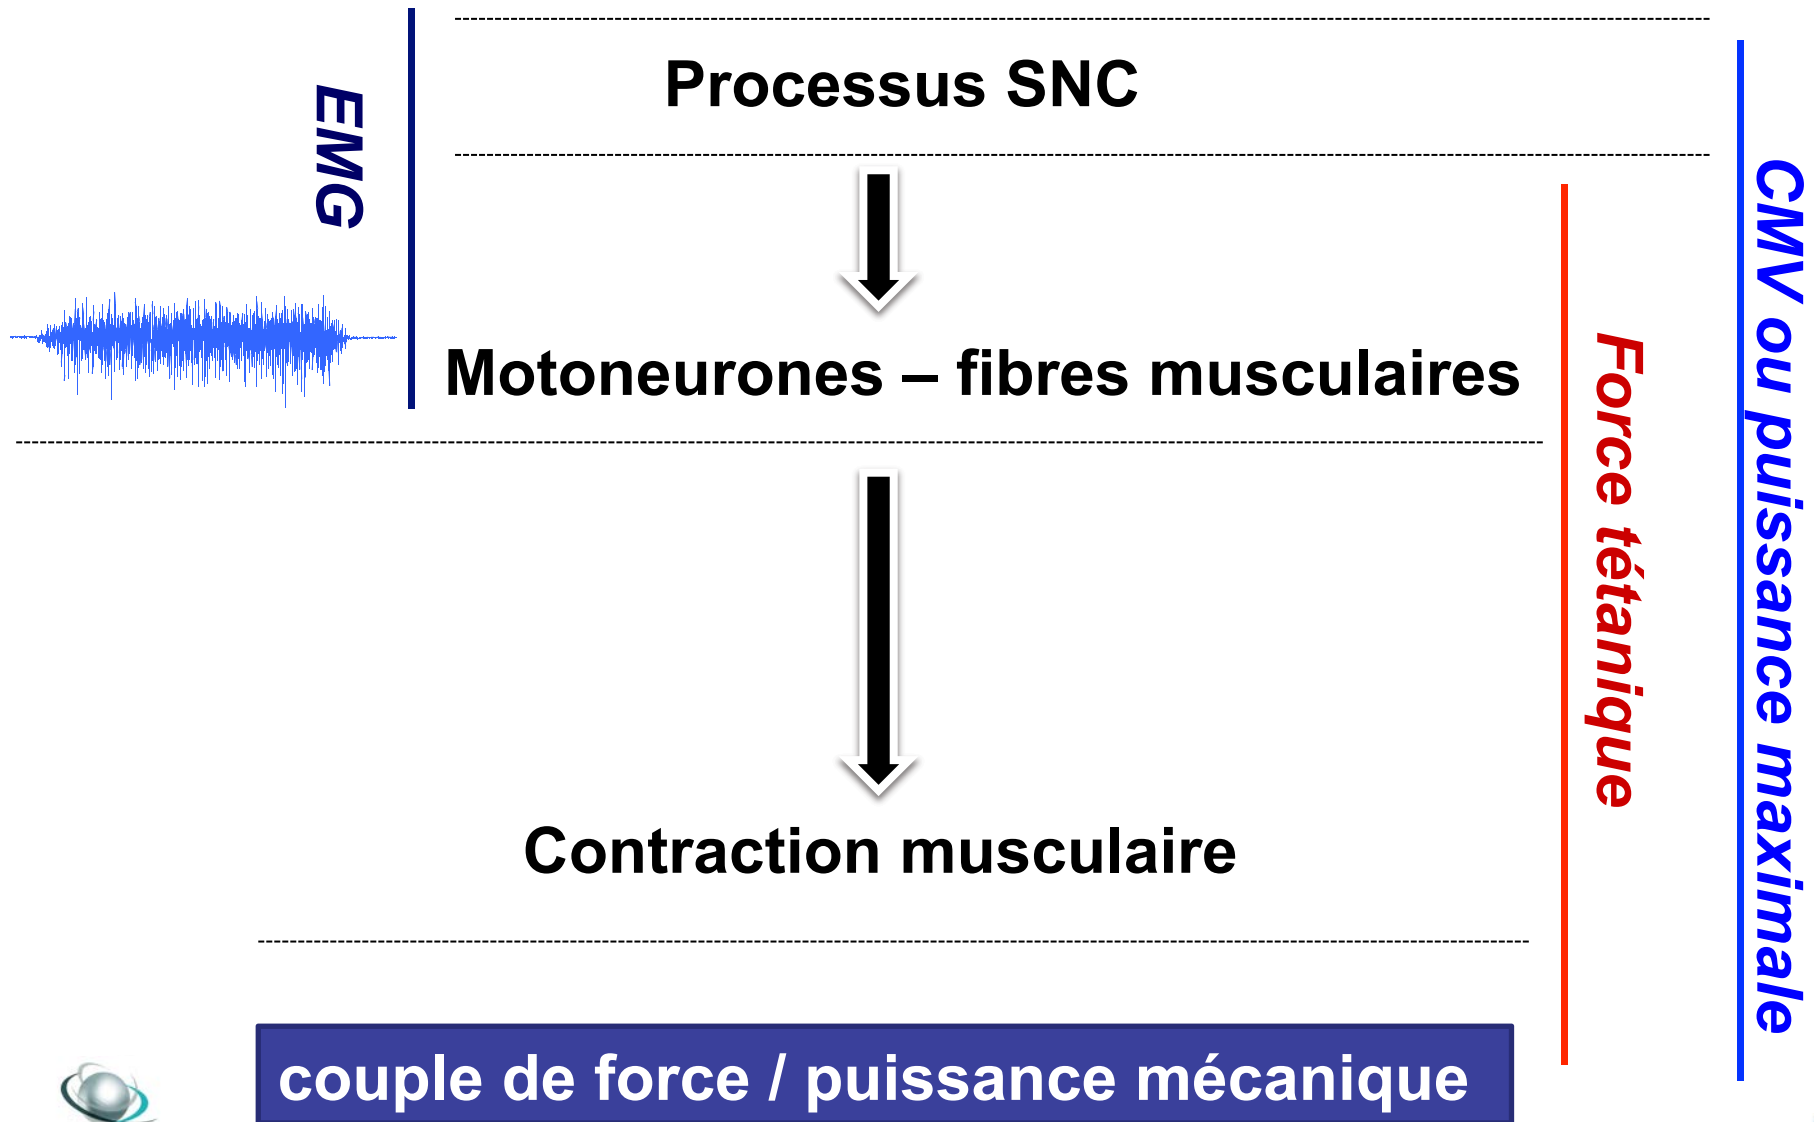 Processus SNC
EMG
Motoneurones – fibres musculaires
Contraction musculaire
couple de force / puissance mécanique
Force tétanique
CMV ou puissance maximale